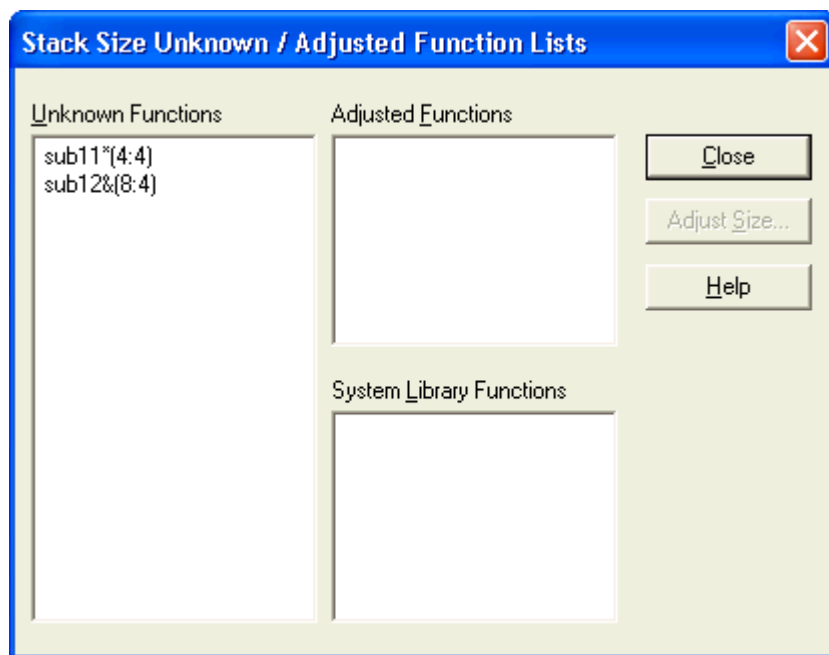 Stack Size Unknown / Adjusted Function Lists
Unknown Functions
sub11*(4:4)
sub12&(8:4)
Adjusted Functions
System Library Functions
Close
Adjust Size...
Help